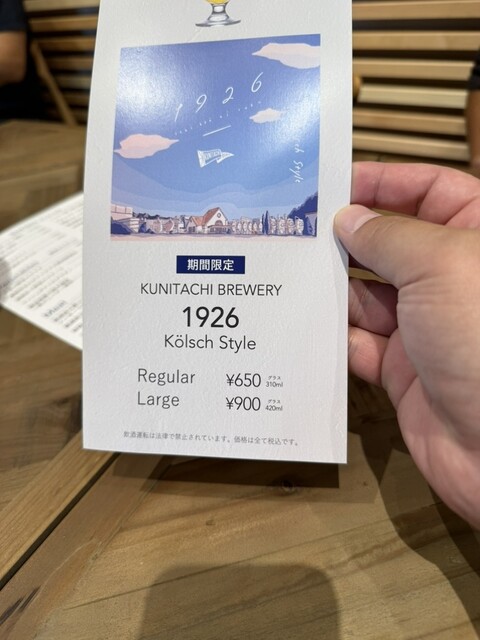 1926
期間限定
KUNITACHI BREWERY
1926
Kölsch Style
Regular ¥650 グラス 310ml
Large ¥900 グラス 420ml
飲酒運転は法律で禁止されています。価格は全て税込です。